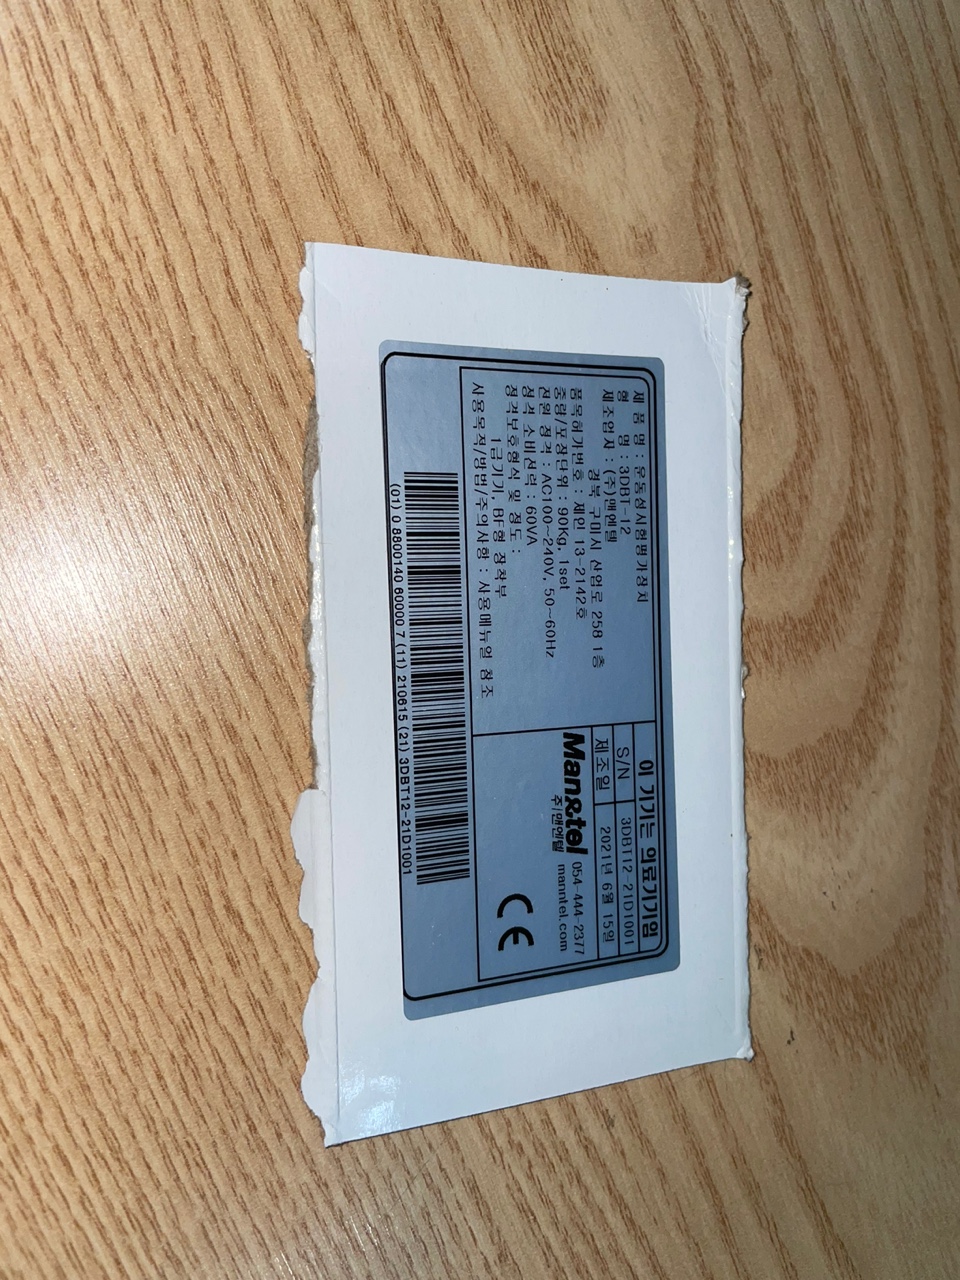 제 품 명 : 운동성시험평가장치
형 명 : 3DBT-12
제조업자 : (주)맨엔텔
경북 구미시 산업로 258 1층
품목허가번호 : 제인 13-2142호
중량/포장단위 : 90Kg, 1set
전원 정격 : AC100~240V, 50~60Hz
정격 소비전력 : 60VA
정격보호형식 및 정도 :
1급기기, BF형 장착부
사용목적/방법/주의사항 : 사용매뉴얼 참조
이 기기는 의료기기임
S/N 3DBT12-21D1001
제조일 2021년 6월 15일
Man&tel 054-444-2377
주)맨엔텔 manntel.com
CE
(01) 0 8800140 60000 7 (11) 210615 (21) 3DBT12-21D1001